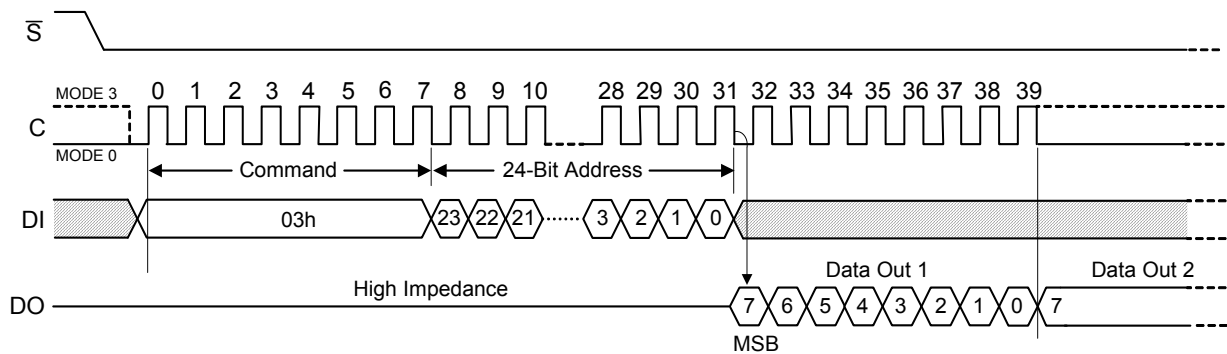 S̅
MODE 3
0 1 2 3 4 5 6 7 8 9 10 28 29 30 31 32 33 34 35 36 37 38 39
C
MODE 0
Command
24-Bit Address
DI
03h
23 22 21 3 2 1 0
High Impedance
Data Out 1
Data Out 2
DO
7 6 5 4 3 2 1 0 7
MSB